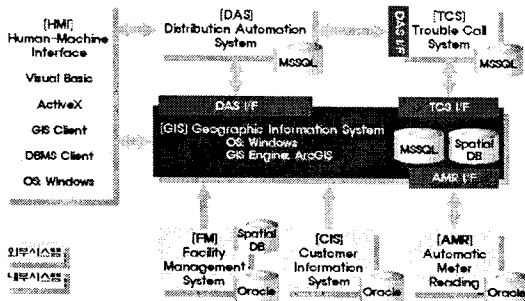 [HMI]
Human-Machine
Interface
Visual Basic
ActiveX
GIS Client
DBMS Client
OS: Windows
[DAS]
Distribution Automation
System
MSSQL
DAS I/F
[TCS]
Trouble Call
System
MSSQL
DAS I/F
TCS I/F
[GIS] Geographic Information System
OS: Windows
GIS Engine: ArcGIS
MSSQL
Spatial
DB
AMR I/F
[FM]
Facility
Management
System
Spatial
DB
Oracle
[CIS]
Customer
Information
System
Oracle
[AMR]
Automatic
Meter
Reading
Oracle
외부시스템
내부시스템